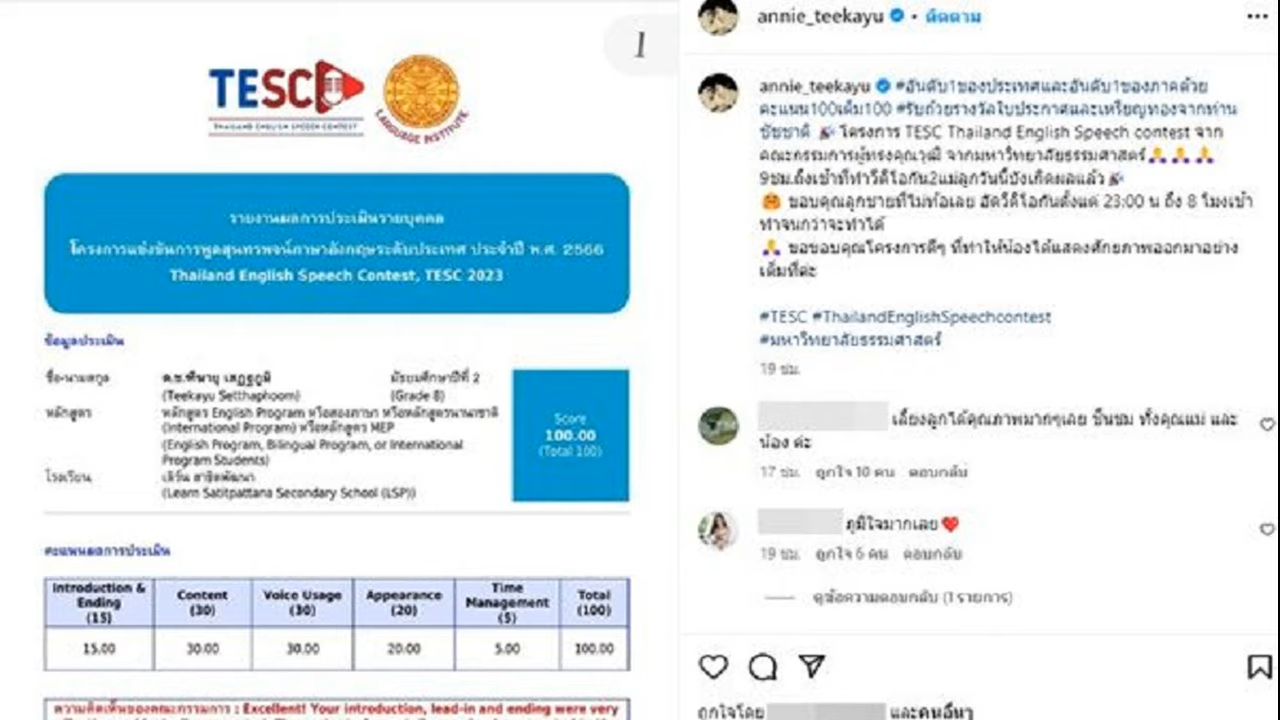 1
TESC
THAILAND ENGLISH SPEECH CONTEST
LANGUAGE INSTITUTE
รายงานผลการประเมินรายบุคคล
โครงการแข่งขันการพูดสุนทรพจน์ภาษาอังกฤษระดับประเทศ ประจำปี พ.ศ. 2566
Thailand English Speech Contest, TESC 2023
ข้อมูลประเมิน
ชื่อ-นามสกุล ด.ช.ฑีฆายุ เสฏฐภูมิ มัธยมศึกษาปีที่ 2
(Teekayu Setthaphoom) (Grade 8)
หลักสูตร หลักสูตร English Program หรือสองภาษา หรือหลักสูตรนานาชาติ
(International Program) หรือหลักสูตร MEP
(English Program, Bilingual Program, or International
Program Students)
โรงเรียน เลิร์น สาธิตพัฒนา
(Learn Satitpattana Secondary School (LSP))
Score
100.00
(Total 100)
คะแนนผลการประเมิน
Introduction & Ending (15) Content (30) Voice Usage (30) Appearance (20) Time Management (5) Total (100)
15.00 30.00 30.00 20.00 5.00 100.00
ความคิดเห็นของคณะกรรมการ : Excellent! Your introduction, lead-in and ending were very
annie_teekayu • ติดตาม
annie_teekayu #อันดับ1ของประเทศและอันดับ1ของภาคด้วย
คะแนน100เต็ม100 #รับถ้วยรางวัลใบประกาศและเหรียญทองจากท่าน
ชัชชาติ 🎉 โครงการ TESC Thailand English Speech contest จาก
คณะกรรมการผู้ทรงคุณวุฒิ จากมหาวิทยาลัยธรรมศาสตร์🙏🙏🙏
9ชม.ถึงเช้าที่ทำวีดีโอกัน2แม่ลูกวันนี้บังเกิดผลแล้ว🎉
🤗 ขอบคุณลูกชายที่ไม่ท้อเลย อัดวีดีโอกันตั้งแต่ 23:00 น ถึง 8 โมงเช้า
ทำจนกว่าจะทำได้
🙏 ขอขอบคุณโครงการดีๆ ที่ทำให้น้องได้แสดงศักยภาพออกมาอย่าง
เต็มที่ค่ะ
#TESC #ThailandEnglishSpeechcontest
#มหาวิทยาลัยธรรมศาสตร์
19 ชม.
เลี้ยงลูกได้คุณภาพมากๆเลย ชื่นชม ทั้งคุณแม่ และ
น้อง ค่ะ
17 ชม. ถูกใจ 10 คน ตอบกลับ
ภูมิใจมากเลย❤️
19 ชม. ถูกใจ 6 คน ตอบกลับ
ดูข้อความตอบกลับ (1 รายการ)
ถูกใจโดย และคนอื่นๆ